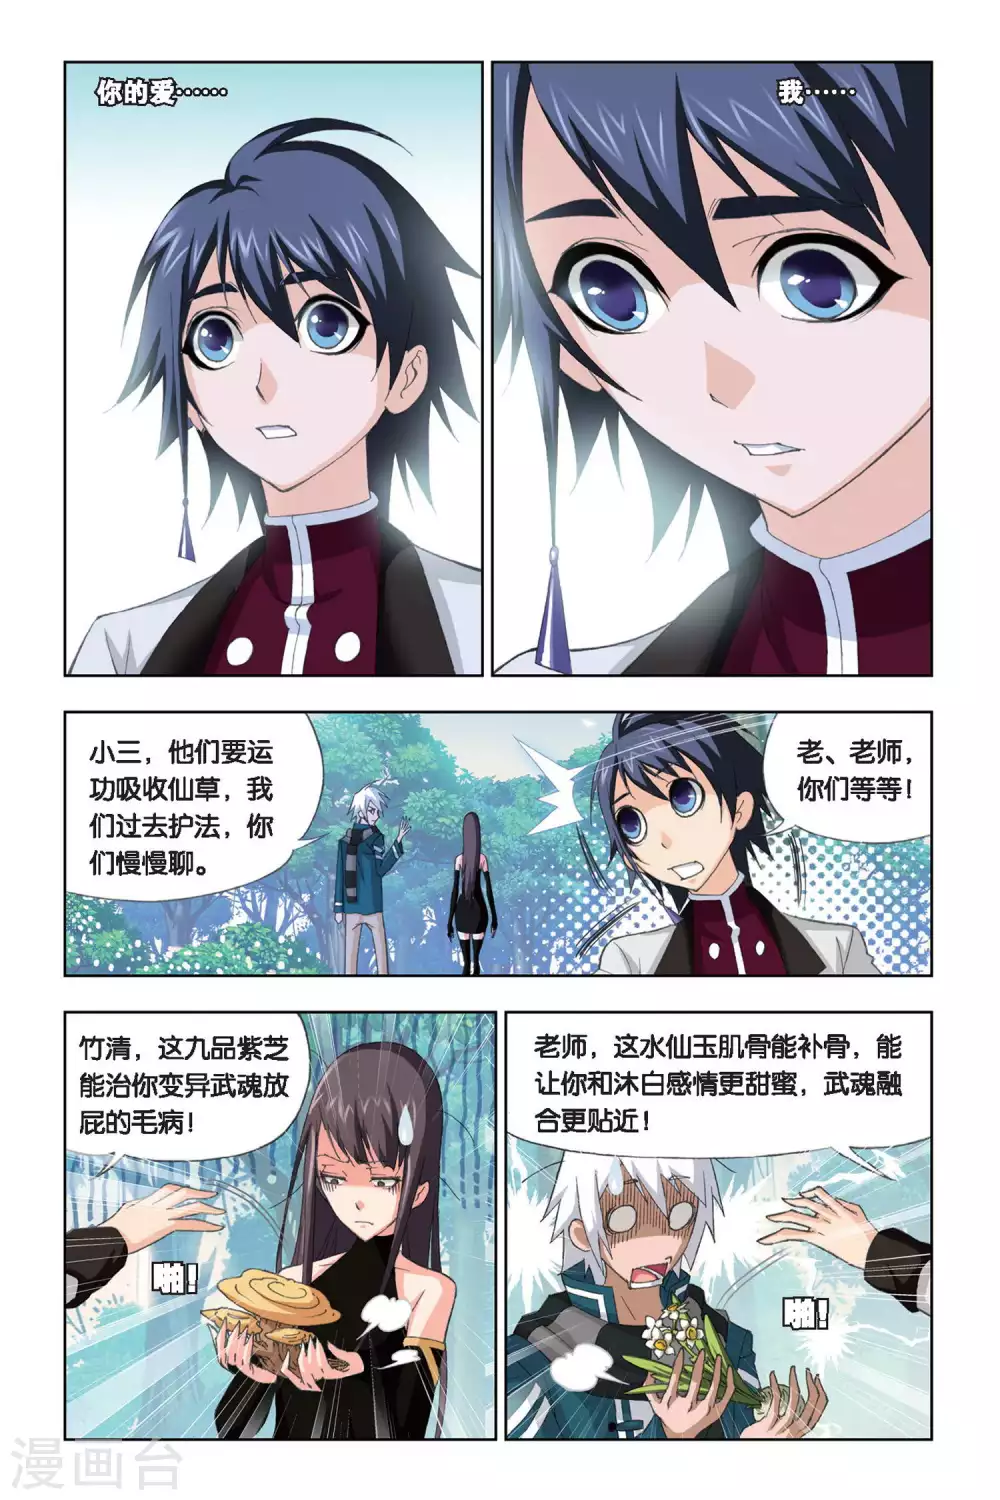 你的爱……
我……
小三，他们要运
功吸收仙草，我
们过去护法，你
们慢慢聊。
老、老师，
你们等等！
竹清，这九品紫芝
能治你变异武魂放
屁的毛病！
啪！
老师，这水仙玉肌骨能补骨，能
让你和沐白感情更甜蜜，武魂融
合更贴近！
啪！
漫画台